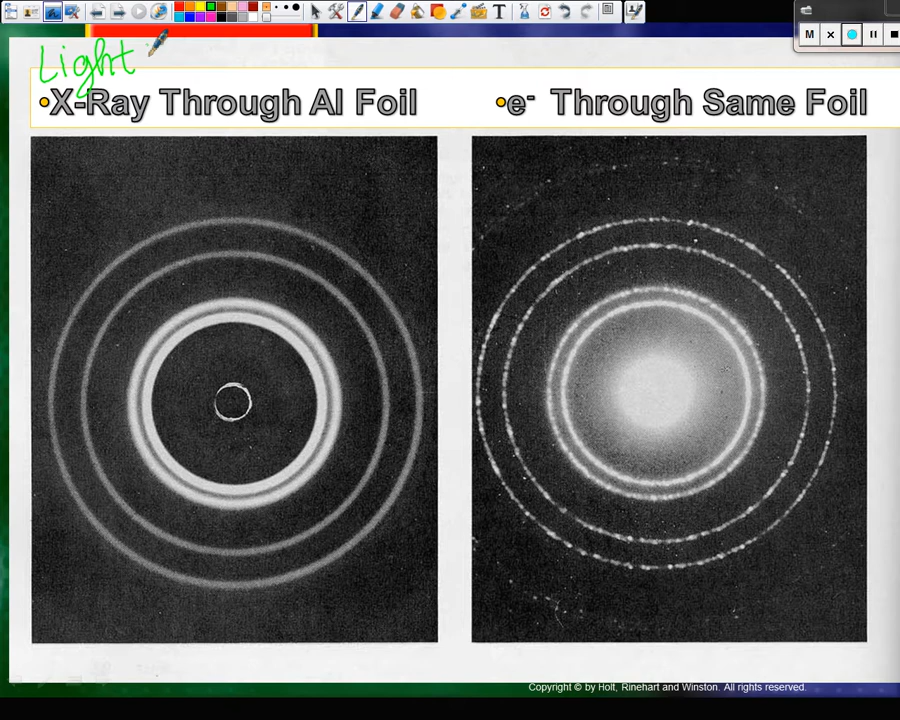 M
Light
•X-Ray Through Al Foil
•e- Through Same Foil
Copyright © by Holt, Rinehart and Winston. All rights reserved.